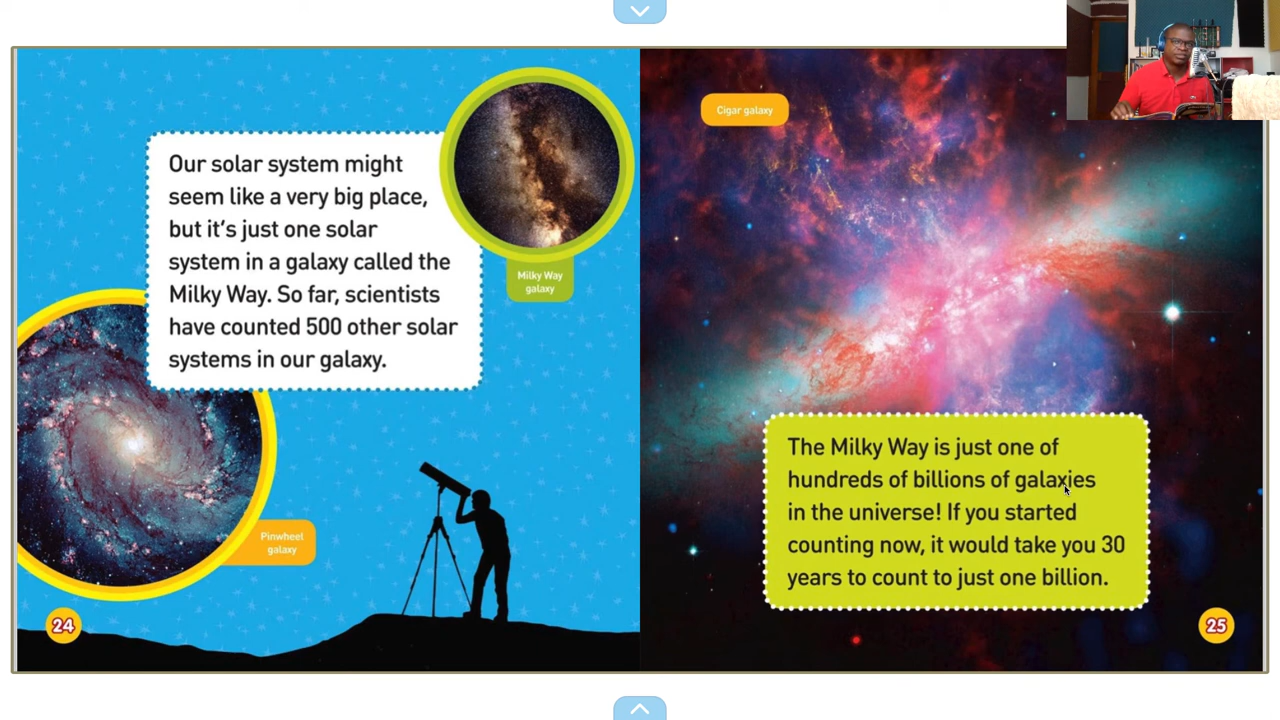 Our solar system might
seem like a very big place,
but it's just one solar
system in a galaxy called the
Milky Way. So far, scientists
have counted 500 other solar
systems in our galaxy.
Milky Way
galaxy
Pinwheel
galaxy
24
Cigar galaxy
The Milky Way is just one of
hundreds of billions of galaxies
in the universe! If you started
counting now, it would take you 30
years to count to just one billion.
25